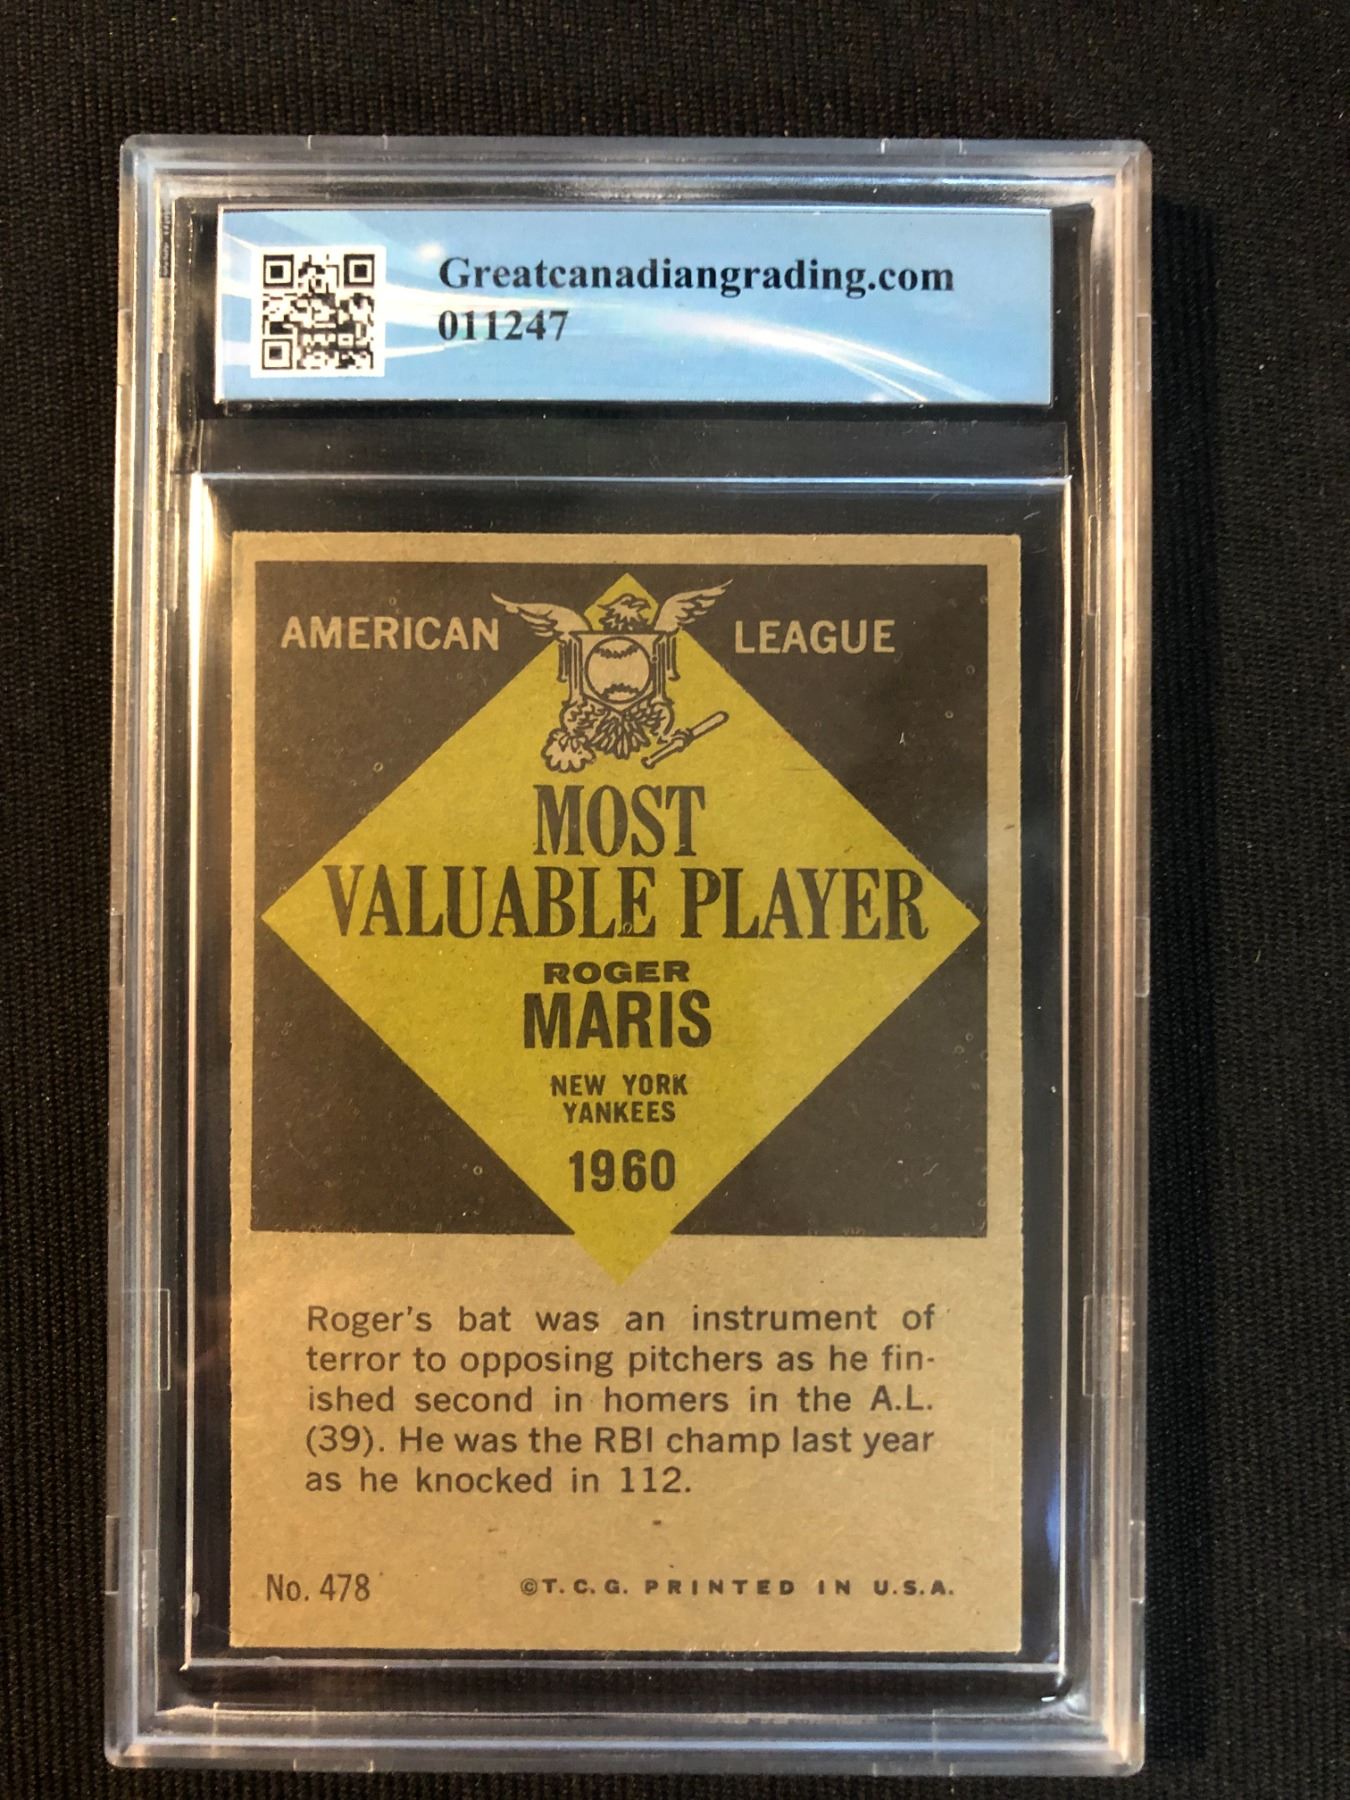 Greatcanadiangrading.com
011247
AMERICAN LEAGUE
MOST
VALUABLE PLAYER
ROGER
MARIS
NEW YORK
YANKEES
1960
Roger's bat was an instrument of
terror to opposing pitchers as he fin-
ished second in homers in the A.L.
(39). He was the RBI champ last year
as he knocked in 112.
No. 478 ©T.C.G. PRINTED IN U.S.A.